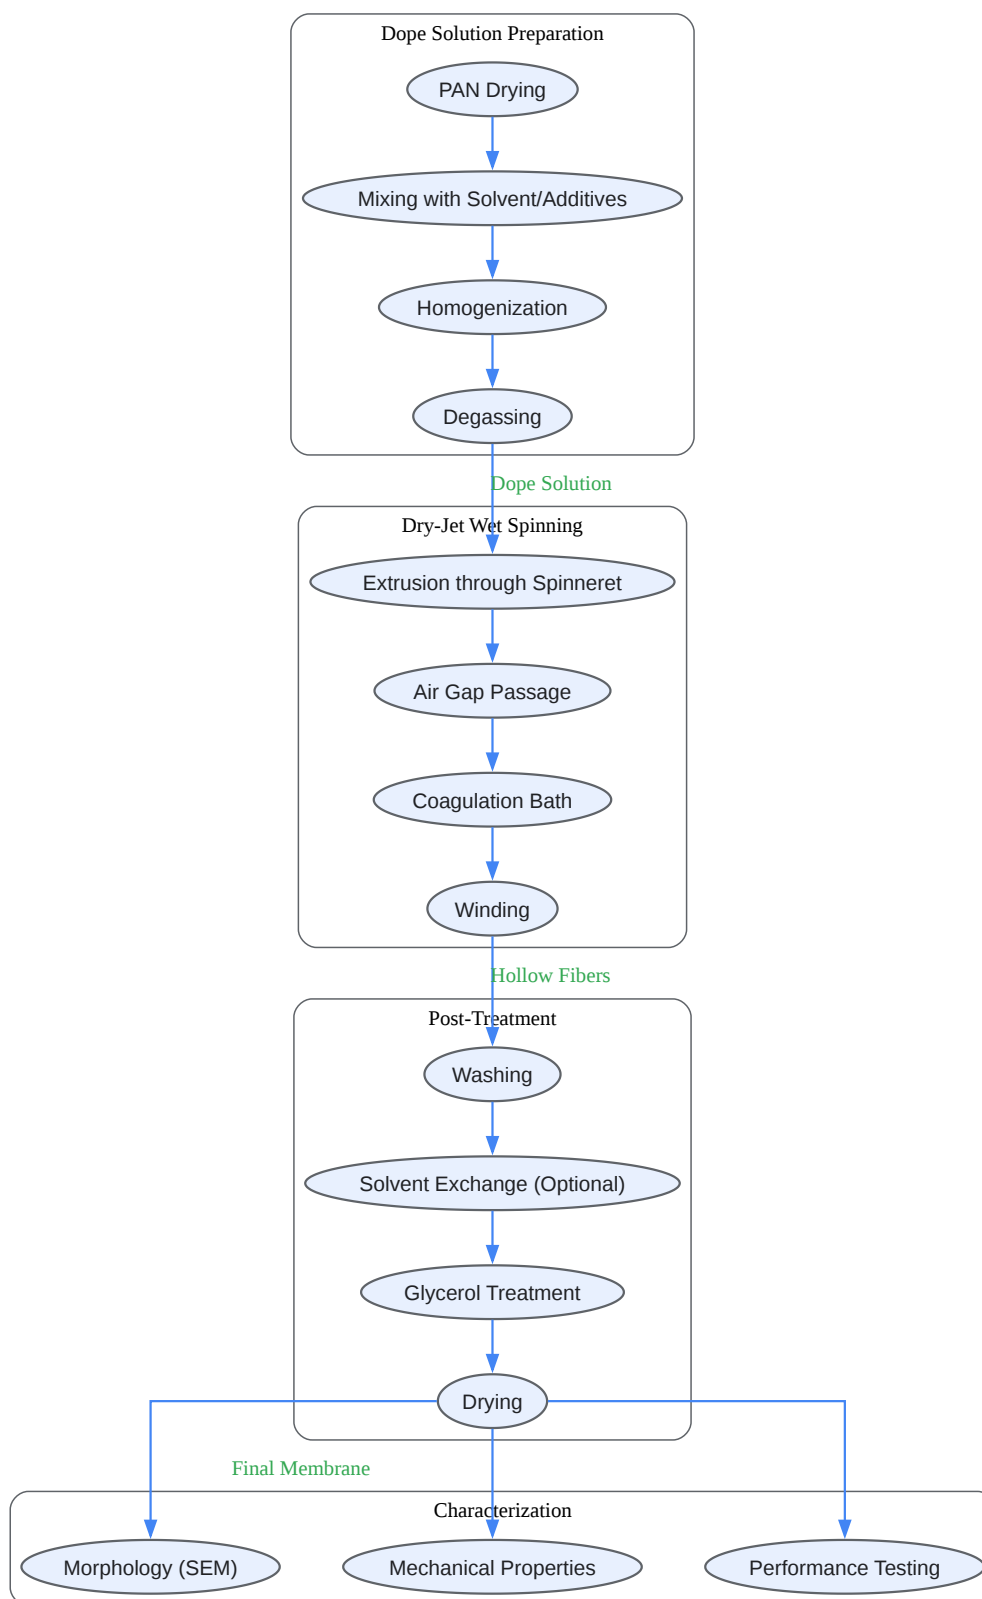 Dope Solution Preparation
PAN Drying
Mixing with Solvent/Additives
Homogenization
Degassing
Dope Solution
Dry-Jet Wet Spinning
Extrusion through Spinneret
Air Gap Passage
Coagulation Bath
Winding
Hollow Fibers
Post-Treatment
Washing
Solvent Exchange (Optional)
Glycerol Treatment
Drying
Final Membrane
Characterization
Morphology (SEM)
Mechanical Properties
Performance Testing